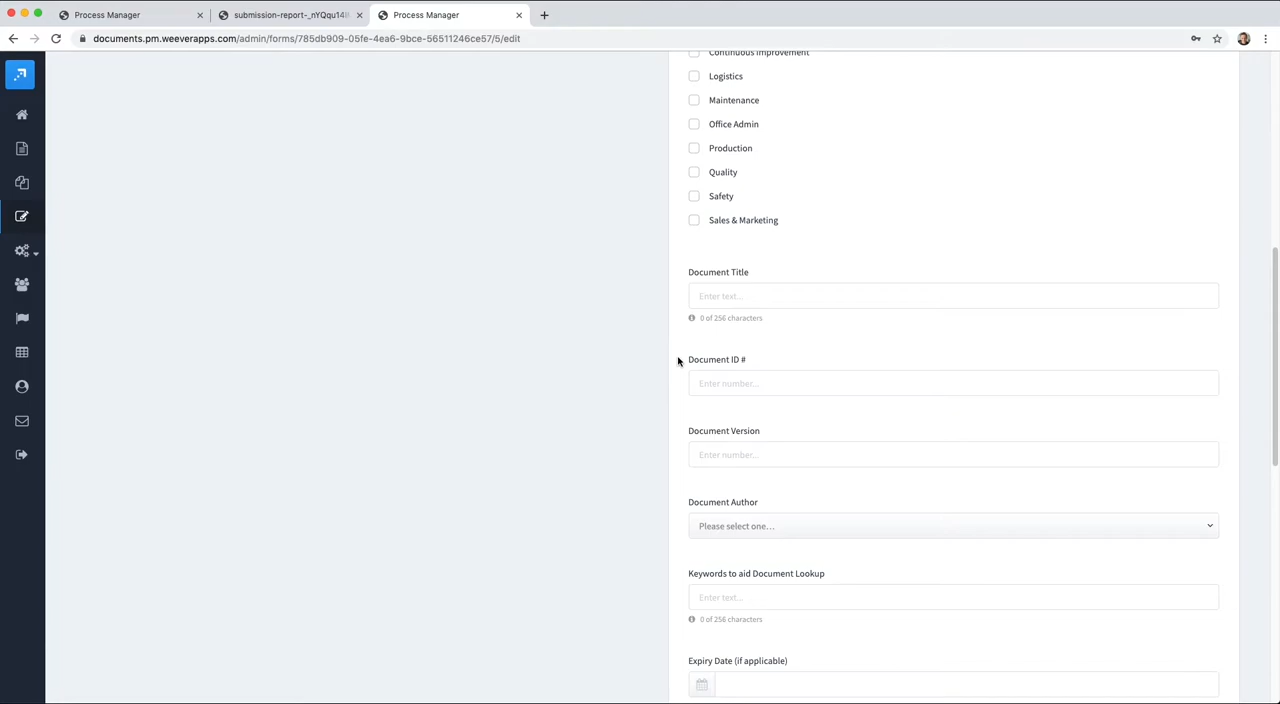 Process Manager
submission-report-_nYQqu14
Process Manager
documents.pm.weeverapps.com/admin/forms/785db909-05fe-4ea6-9bce-56511246ce57/5/edit
Continuous Improvement
Logistics
Maintenance
Office Admin
Production
Quality
Safety
Sales & Marketing
Document Title
Enter text...
0 of 256 characters
Document ID #
Enter number...
Document Version
Enter number...
Document Author
Please select one...
Keywords to aid Document Lookup
Enter text...
0 of 256 characters
Expiry Date (if applicable)